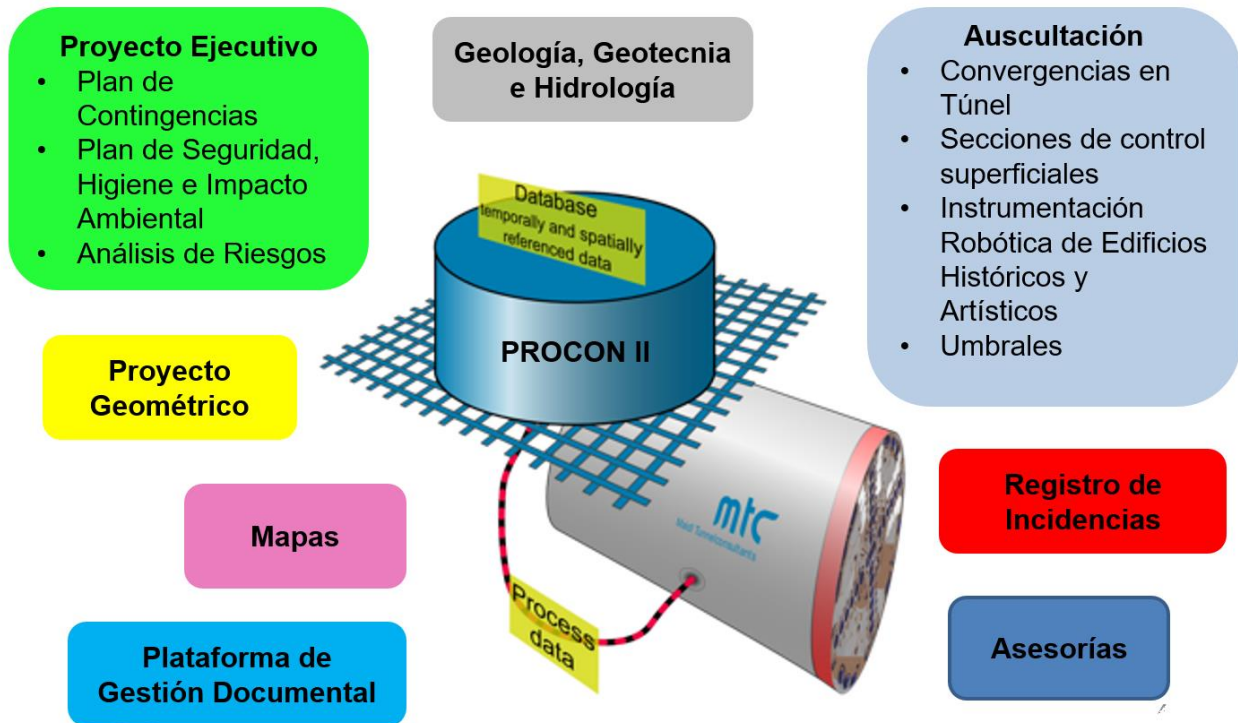 Proyecto Ejecutivo
• Plan de
Contingencias
• Plan de Seguridad,
Higiene e Impacto
Ambiental
• Análisis de Riesgos
Geología, Geotecnia
e Hidrología
Auscultación
• Convergencias en
Túnel
• Secciones de control
superficiales
• Instrumentación
Robótica de Edificios
Históricos y
Artísticos
• Umbrales
Database
temporally and spatially
referenced data
PROCON II
Proyecto
Geométrico
Mapas
Plataforma de
Gestión Documental
mtc
Maidl Tunnelconsultants
Process
data
Registro de
Incidencias
Asesorías